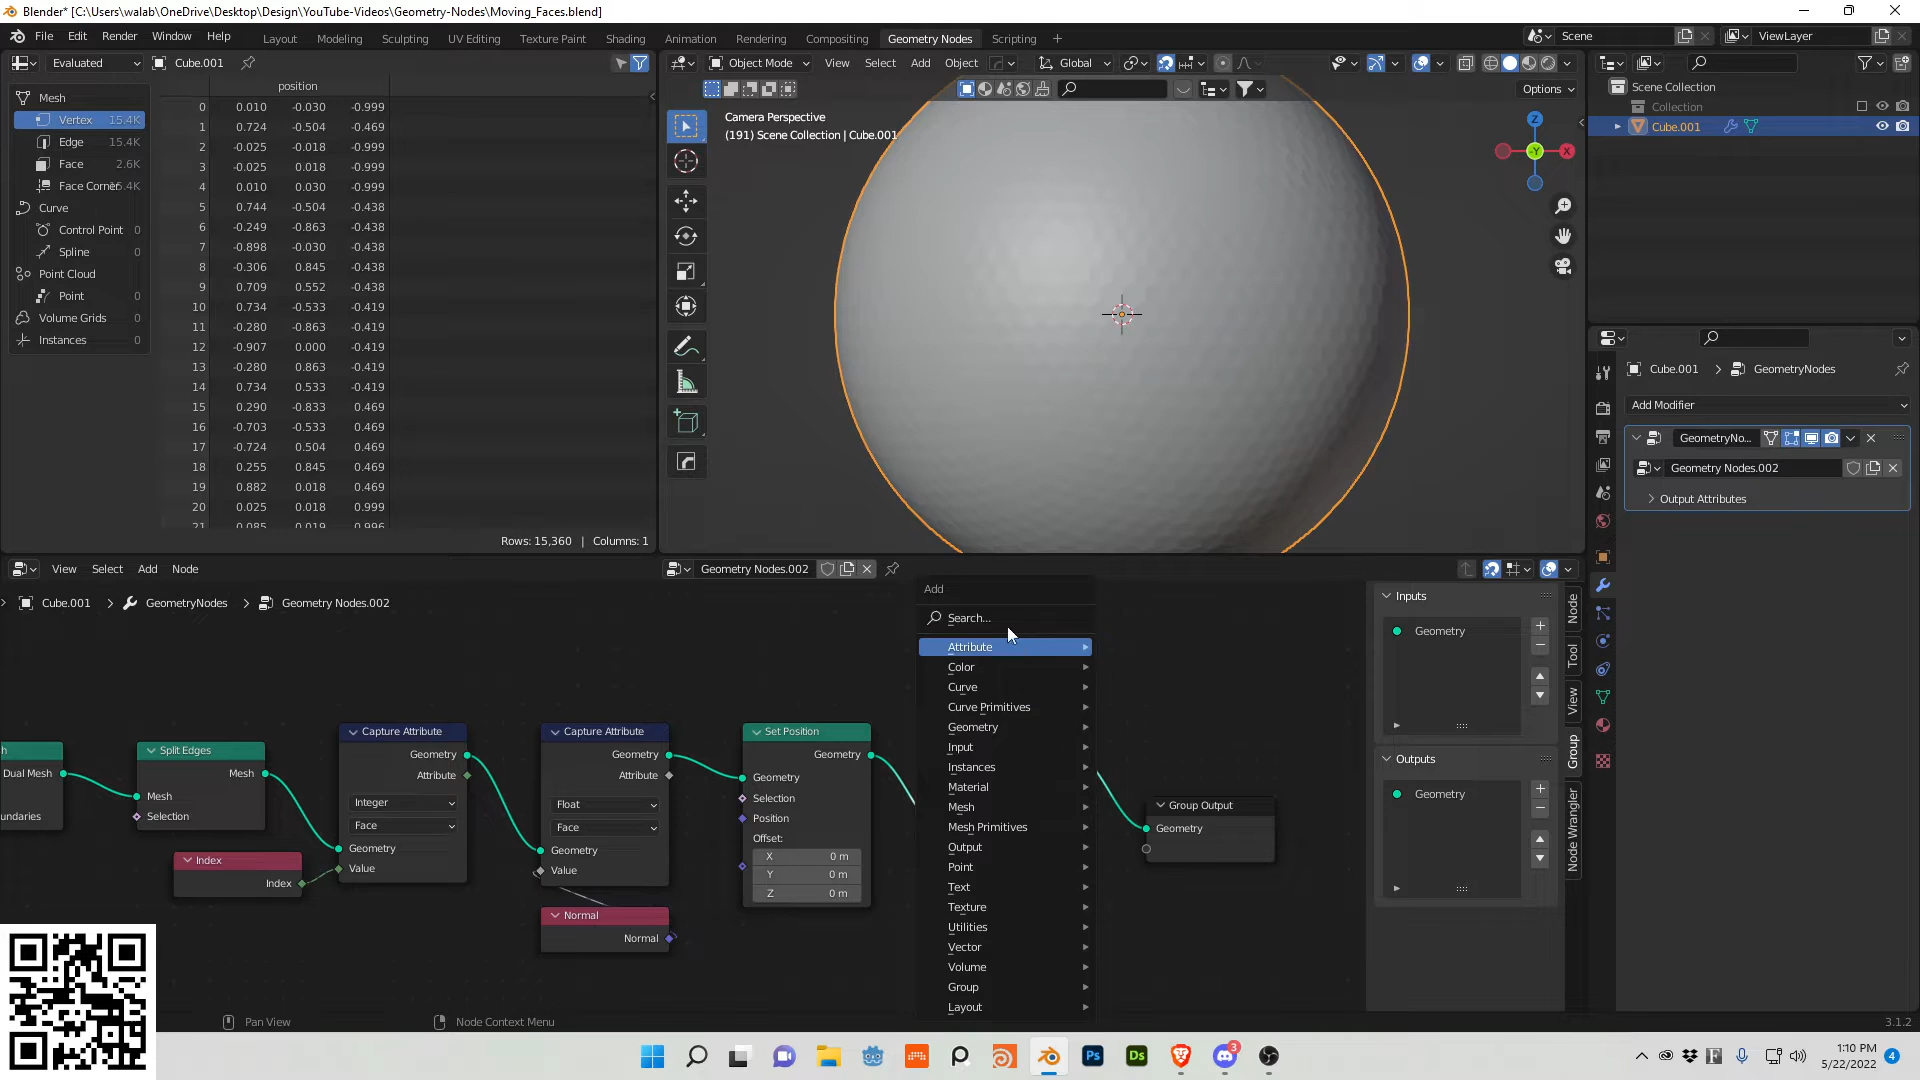 Blender* [C:\Users\walab\OneDrive\Desktop\Design\YouTube-Videos\Geometry-Nodes\Moving_Faces.blend]
File Edit Render Window Help Layout Modeling Sculpting UV Editing Texture Paint Shading Animation Rendering Compositing Geometry Nodes Scripting Scene ViewLayer
Evaluated Cube.001
position
Mesh
Vertex 15.4K
Edge 15.4K
Face 2.6K
Face Corner 15.4K
Curve
Control Point 0
Spline 0
Point Cloud
Point 0
Volume Grids 0
Instances 0
0 0.010 -0.030 -0.999
1 0.724 -0.504 -0.469
2 -0.025 -0.018 -0.999
3 -0.025 0.018 -0.999
4 0.010 0.030 -0.999
5 0.744 -0.504 -0.438
6 -0.249 -0.863 -0.438
7 -0.898 -0.030 -0.438
8 -0.306 0.845 -0.438
9 0.709 0.552 -0.438
10 0.734 -0.533 -0.419
11 -0.280 -0.863 -0.419
12 -0.907 0.000 -0.419
13 -0.280 0.863 -0.419
14 0.734 0.533 -0.419
15 0.290 -0.833 0.469
16 -0.703 -0.533 0.469
17 -0.724 0.504 0.469
18 0.255 0.845 0.469
19 0.882 0.018 0.469
20 0.025 0.018 0.999
21 0.085 0.019 0.996
Rows: 15,360 | Columns: 1
Object Mode View Select Add Object Global
Options
Camera Perspective
(191) Scene Collection | Cube.001
Z
-Y
X
Scene Collection
Collection
Cube.001
Cube.001 > GeometryNodes
Add Modifier
GeometryNo...
Geometry Nodes.002
Output Attributes
View Select Add Node Geometry Nodes.002
Cube.001 GeometryNodes Geometry Nodes.002
h
Dual Mesh
oundaries
Split Edges
Mesh
Mesh
Selection
Index
Index
Capture Attribute
Geometry
Attribute
Integer
Face
Geometry
Value
Capture Attribute
Geometry
Attribute
Float
Face
Geometry
Value
Normal
Normal
Set Position
Geometry
Geometry
Selection
Position
Offset:
X 0 m
Y 0 m
Z 0 m
Add
Search...
Attribute
Color
Curve
Curve Primitives
Geometry
Input
Instances
Material
Mesh
Mesh Primitives
Output
Point
Text
Texture
Utilities
Vector
Volume
Group
Layout
Group Output
Geometry
Inputs
Geometry
Outputs
Geometry
Node
Tool
View
Group
Node Wrangler
Pan View Node Context Menu 3.1.2
Ps Ds 3
1:10 PM
5/22/2022 4